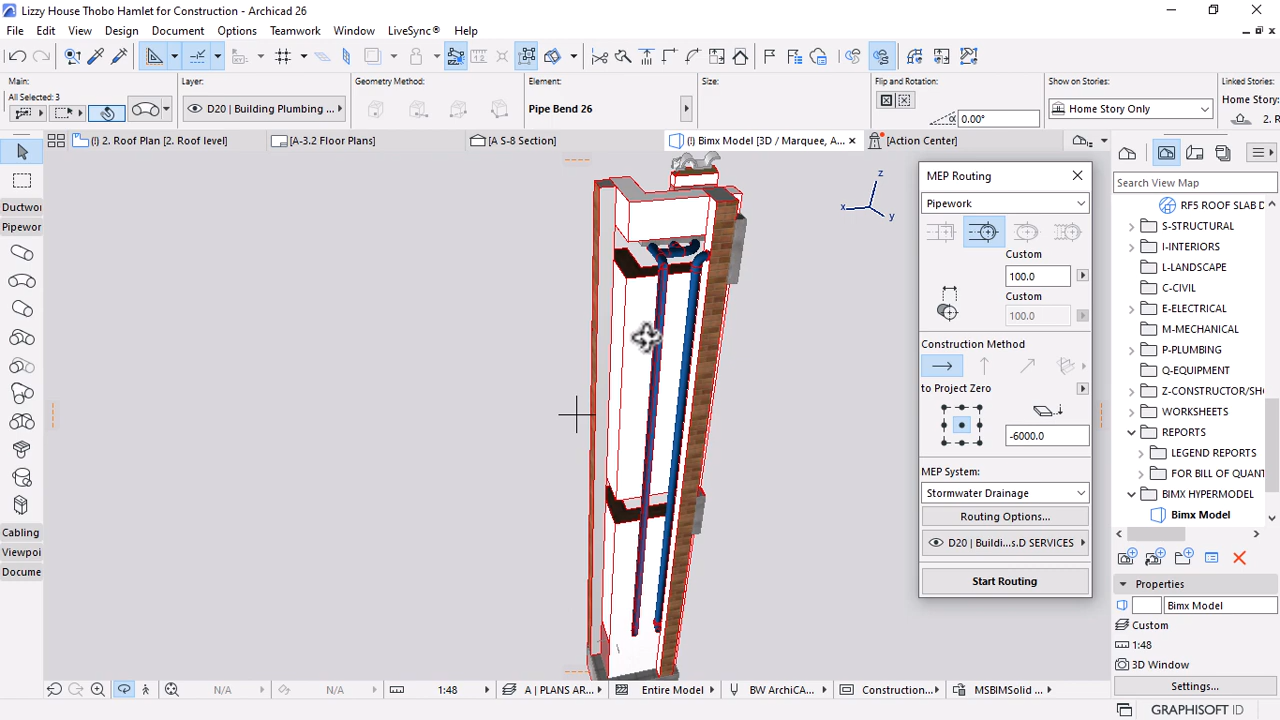 Lizzy House Thobo Hamlet for Construction - Archicad 26
File Edit View Design Document Options Teamwork Window LiveSync® Help
Main:
All Selected: 3
Layer:
D20 | Building Plumbing ...
Geometry Method:
Element:
Pipe Bend 26
Size:
Flip and Rotation:
0.00°
Show on Stories:
Home Story Only
Linked Stories:
Home Story:
2. R
(!) 2. Roof Plan [2. Roof level]
[A-3.2 Floor Plans]
[A S-8 Section]
(!) Bimx Model [3D / Marquee, A...
[Action Center]
Ductwo
Pipewor
Cabling
Viewpoi
Docume
z
x
y
MEP Routing
Pipework
Custom
100.0
Custom
100.0
Construction Method
to Project Zero
-6000.0
MEP System:
Stormwater Drainage
Routing Options...
D20 | Buildi...s.D SERVICES
Start Routing
Search View Map
RF5 ROOF SLAB D
S-STRUCTURAL
I-INTERIORS
L-LANDSCAPE
C-CIVIL
E-ELECTRICAL
M-MECHANICAL
P-PLUMBING
Q-EQUIPMENT
Z-CONSTRUCTOR/SH
WORKSHEETS
REPORTS
LEGEND REPORTS
FOR BILL OF QUANT
BIMX HYPERMODEL
Bimx Model
Properties
Bimx Model
Custom
1:48
3D Window
Settings...
N/A
N/A
1:48
A | PLANS AR...
Entire Model
BW ArchiCA...
Construction...
MSBIMSolid ...
GRAPHISOFT ID